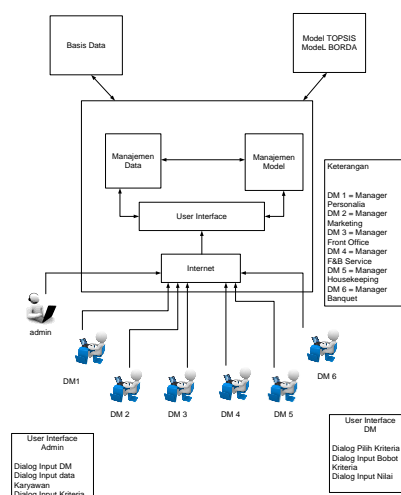 Basis Data
Model TOPSIS
ModeL BORDA
Manajemen
Data
Manajemen
Model
User Interface
Internet
Keterangan
DM 1 = Manager
Personalia
DM 2 = Manager
Marketing
DM 3 = Manager
Front Office
DM 4 = Manager
F&B Service
DM 5 = Manager
Housekeeping
DM 6 = Manager
Banquet
admin
DM1
DM 2
DM 3
DM 4
DM 5
DM 6
User Interface
Admin
Dialog Input DM
Dialog Input data
Karyawan
Dialog Input Kriteria
User Interface
DM
Dialog Pilih Kriteria
Dialog Input Bobot
Kriteria
Dialog Input Nilai